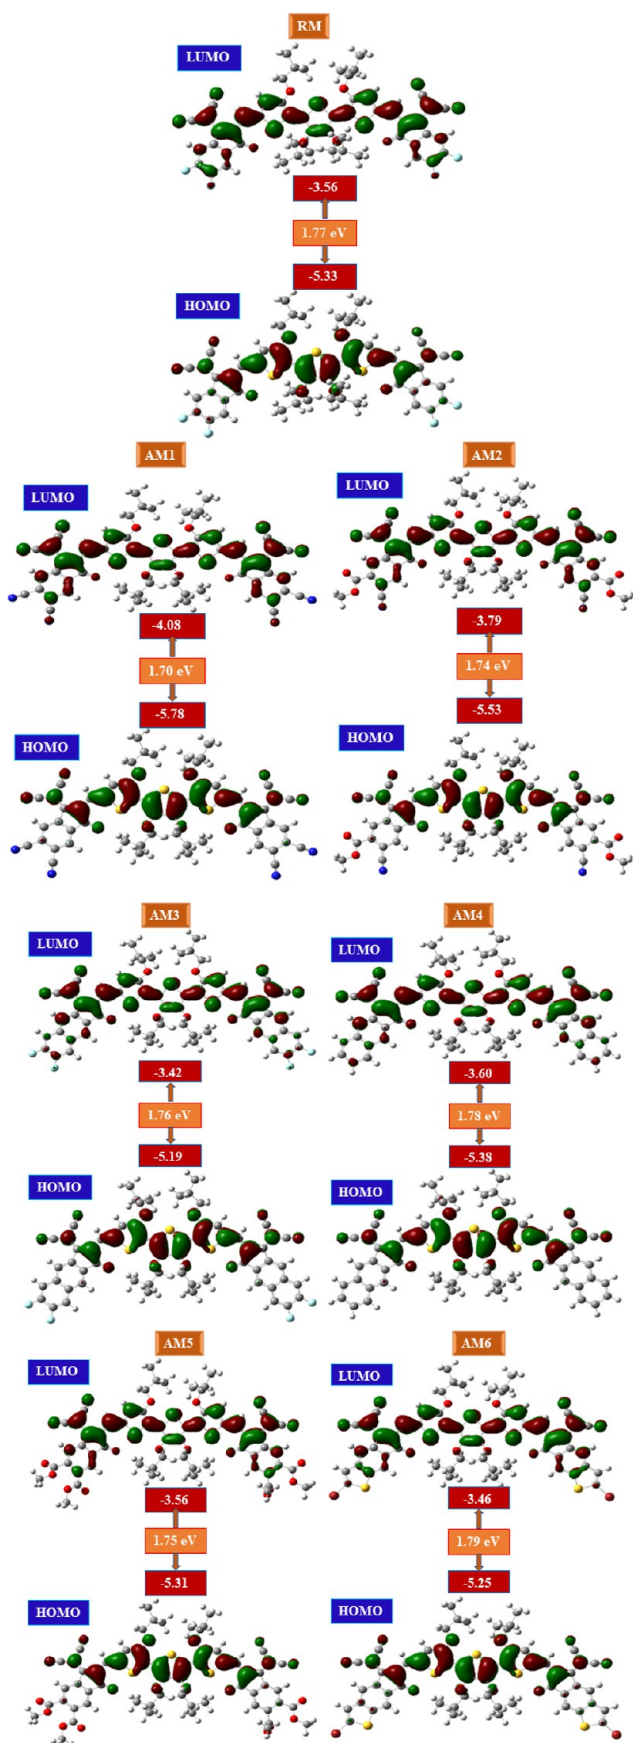 RM
LUMO
-3.56
1.77 eV
-5.33
HOMO
AM1
LUMO
-4.08
1.70 eV
-5.78
HOMO
AM2
LUMO
-3.79
1.74 eV
-5.53
HOMO
AM3
LUMO
-3.42
1.76 eV
-5.19
HOMO
AM4
LUMO
-3.60
1.78 eV
-5.38
HOMO
AM5
LUMO
-3.56
1.75 eV
-5.31
HOMO
AM6
LUMO
-3.46
1.79 eV
-5.25
HOMO